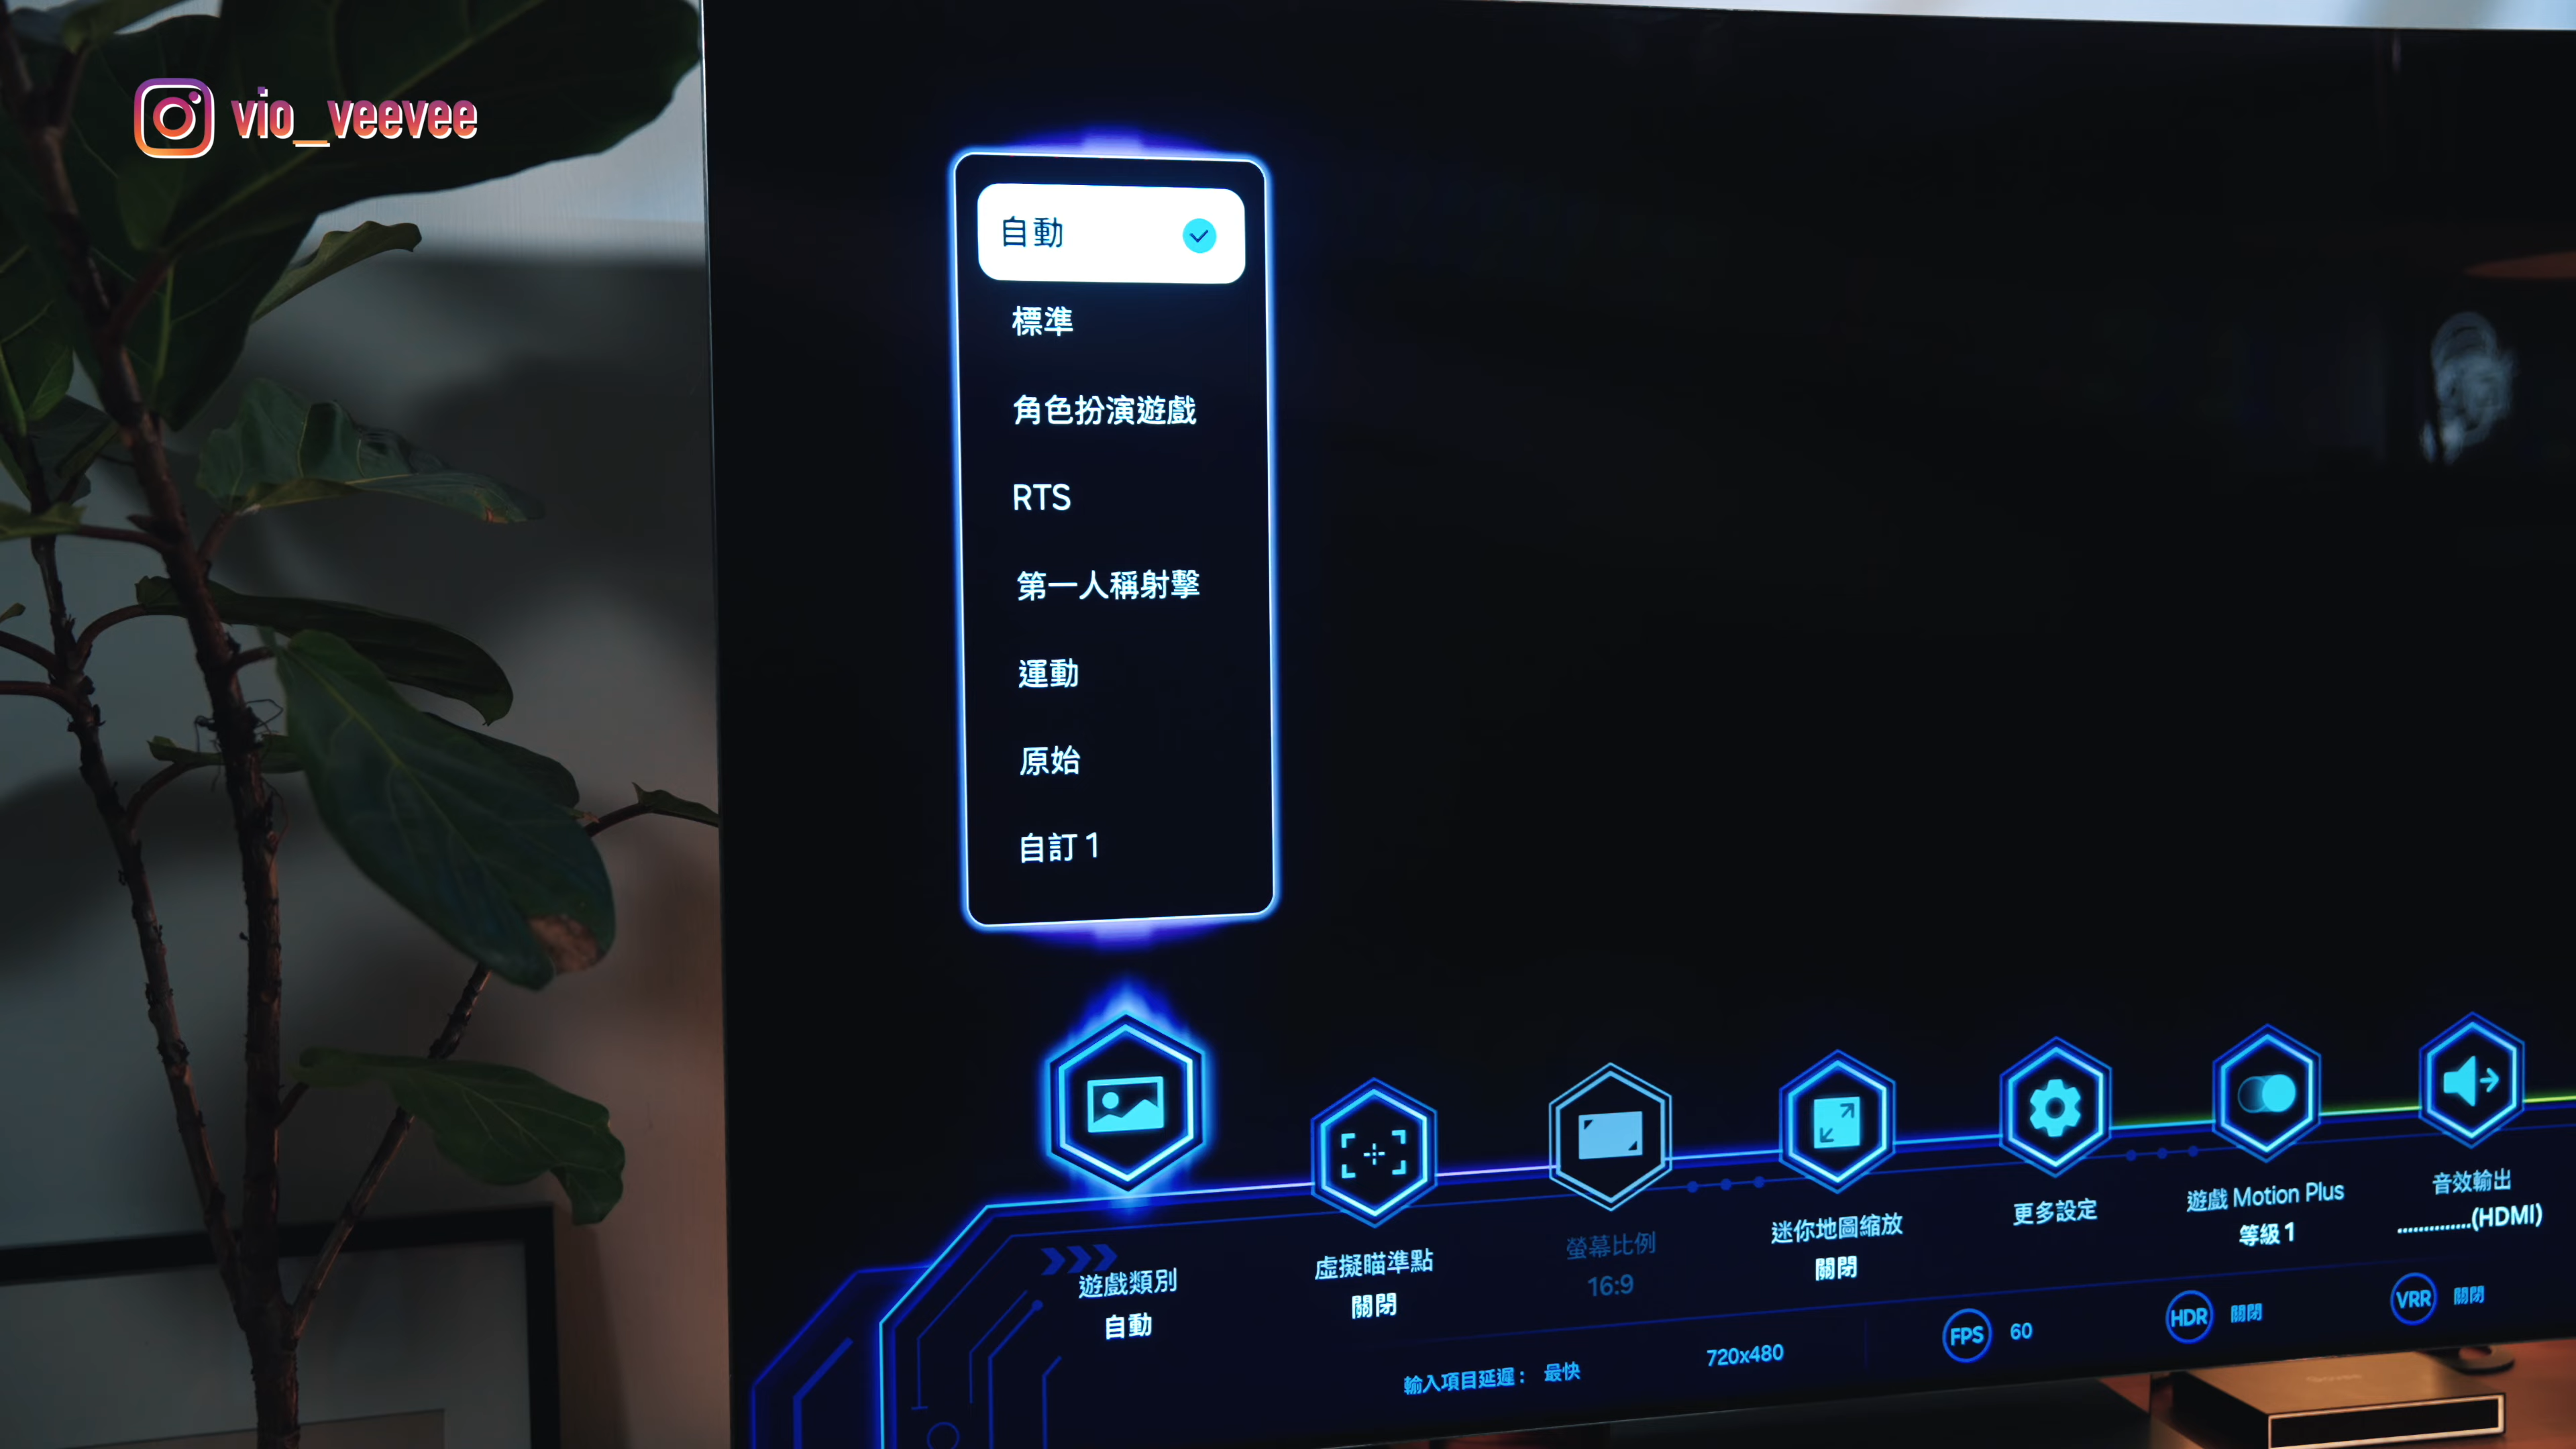 vio_veevee
自動
標準
角色扮演遊戲
RTS
第一人稱射擊
運動
原始
自訂 1
遊戲類別
自動
虛擬瞄準點
關閉
螢幕比例
16:9
迷你地圖縮放
關閉
更多設定
遊戲 Motion Plus
等級 1
音效輸出
..............(HDMI)
輸入項目延遲： 最快
720x480
FPS 60
HDR 關閉
VRR 關閉